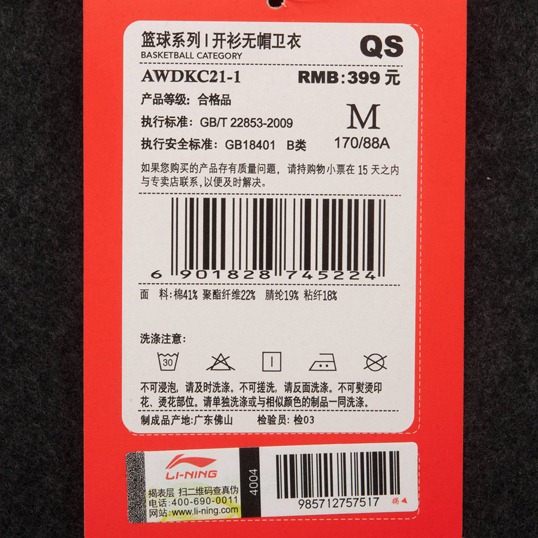 篮球系列 | 开衫无帽卫衣
QS
BASKETBALL CATEGORY
AWDKC21-1
RMB:399 元
产品等级: 合格品
执行标准: GB/T 22853-2009
M
执行安全标准: GB18401 B类
170/88A
如果您购买的产品存有质量问题, 请持购物小票在 15 天之内
与专卖店联系,以便及时解决。
6 901828 745224
面 料:棉41% 聚酯纤维22% 腈纶19% 粘纤18%
洗涤注意:
30
不可浸泡, 请及时洗涤。不可搓洗, 请反面洗涤。不可熨烫印
花、烫花部位。请单独洗涤或与相似颜色的制品一同洗涤。
制成品产地:广东佛山 检验员: 检03
LI-NING
揭表层 扫二维码查真伪
电话:400-690-0011
网站:www.li-ning.com
4004
985712757517